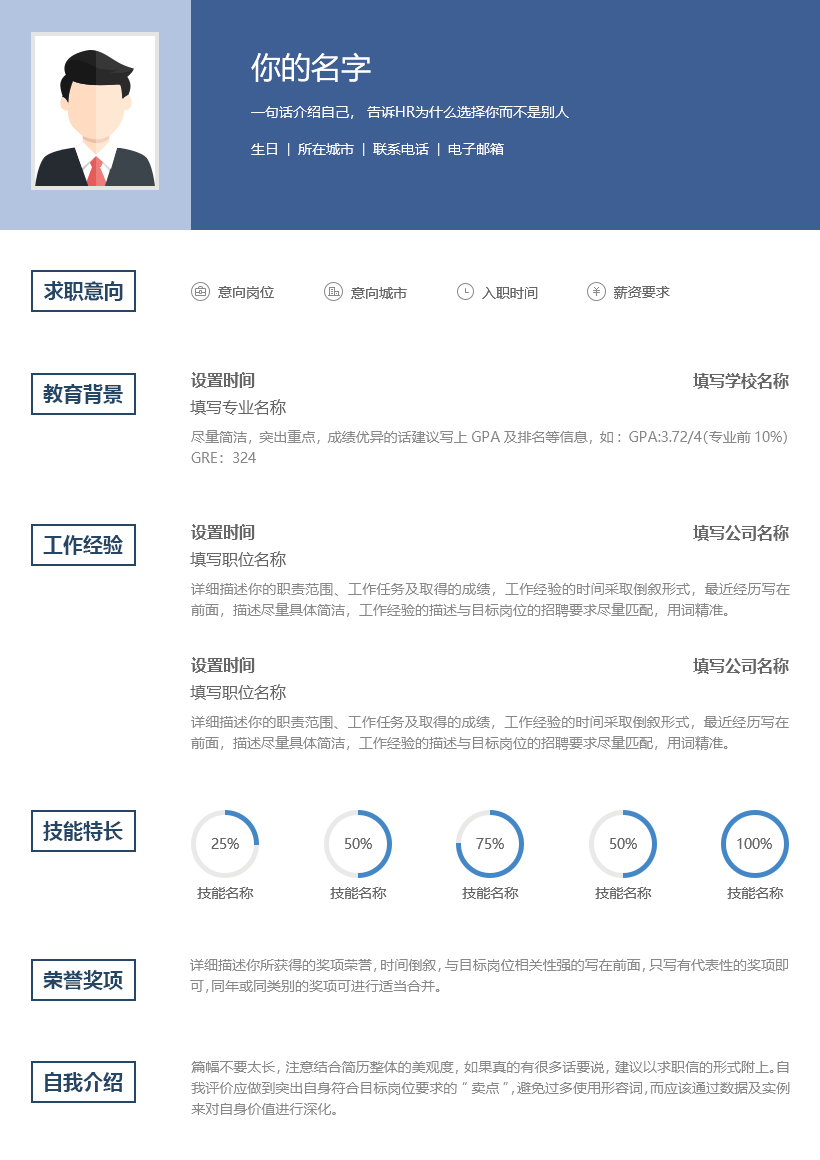 你的名字
一句话介绍自己， 告诉HR为什么选择你而不是别人
生日 | 所在城市 | 联系电话 | 电子邮箱
求职意向
意向岗位 意向城市 入职时间 ¥ 薪资要求
教育背景
设置时间 填写学校名称
填写专业名称
尽量简洁，突出重点，成绩优异的话建议写上 GPA 及排名等信息，如：GPA:3.72/4(专业前 10%)
GRE：324
工作经验
设置时间 填写公司名称
填写职位名称
详细描述你的职责范围、工作任务及取得的成绩，工作经验的时间采取倒叙形式，最近经历写在
前面，描述尽量具体简洁，工作经验的描述与目标岗位的招聘要求尽量匹配，用词精准。
设置时间 填写公司名称
填写职位名称
详细描述你的职责范围、工作任务及取得的成绩，工作经验的时间采取倒叙形式，最近经历写在
前面，描述尽量具体简洁，工作经验的描述与目标岗位的招聘要求尽量匹配，用词精准。
技能特长
25% 50% 75% 50% 100%
技能名称 技能名称 技能名称 技能名称 技能名称
荣誉奖项
详细描述你所获得的奖项荣誉，时间倒叙，与目标岗位相关性强的写在前面，只写有代表性的奖项即
可，同年或同类别的奖项可进行适当合并。
自我介绍
篇幅不要太长，注意结合简历整体的美观度，如果真的有很多话要说，建议以求职信的形式附上。自
我评价应做到突出自身符合目标岗位要求的“卖点”，避免过多使用形容词，而应该通过数据及实例
来对自身价值进行深化。